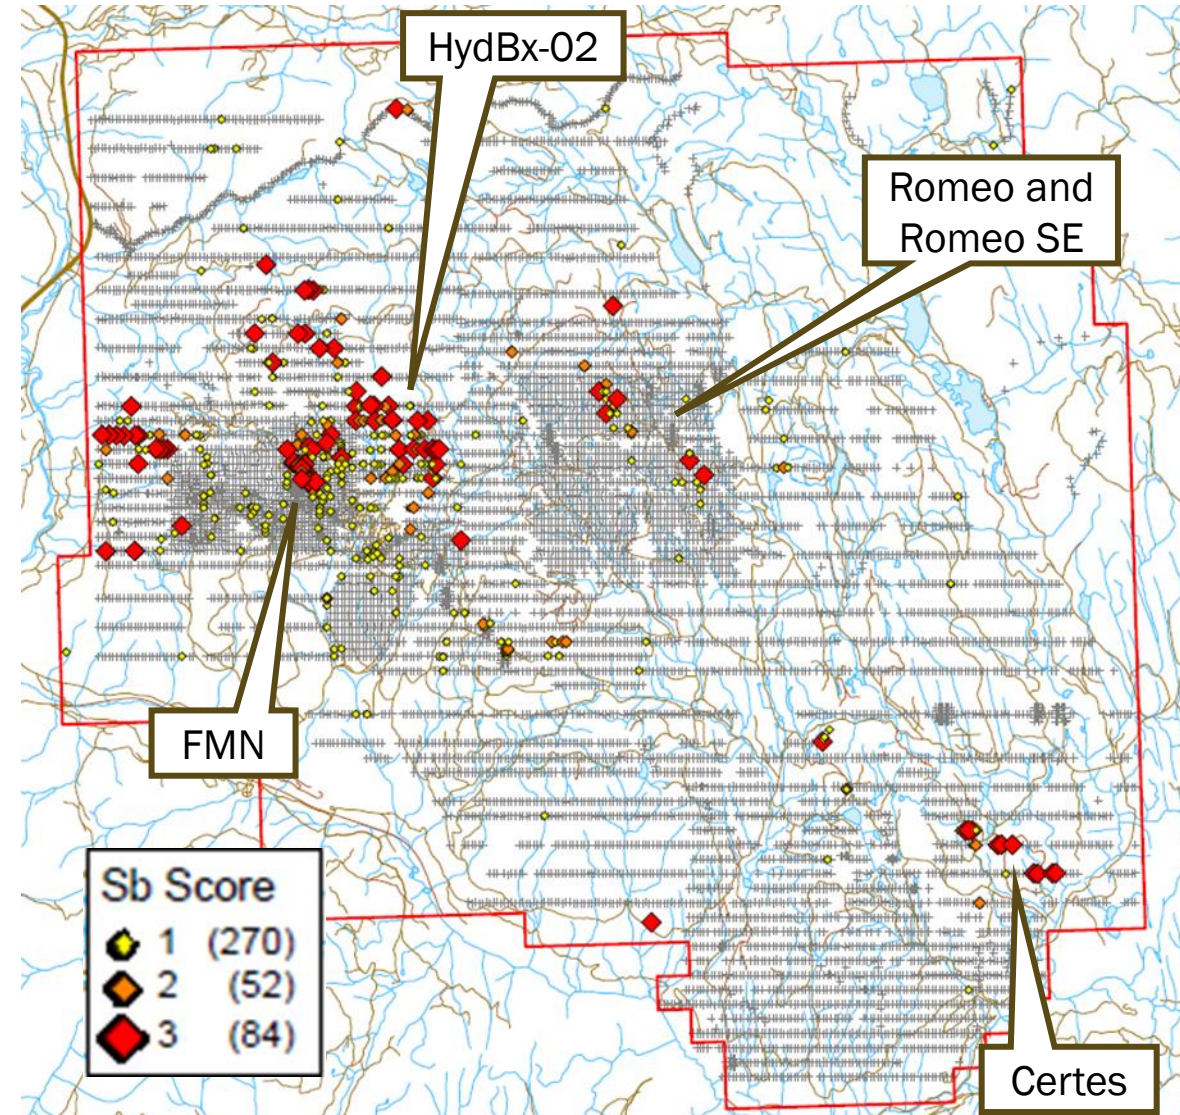 HydBx-02
Romeo and
Romeo SE
FMN
Sb Score
1 (270)
2 (52)
3 (84)
Certes